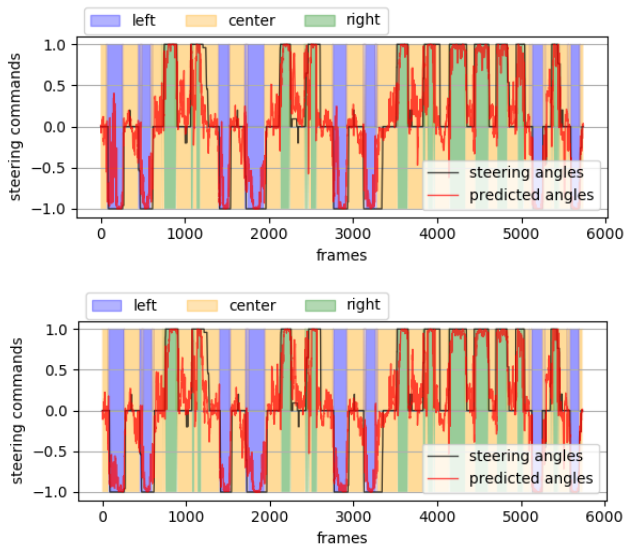 left center right
1.0
0.5
0.0
−0.5
−1.0
steering commands
steering angles
predicted angles
0 1000 2000 3000 4000 5000 6000
frames
left center right
1.0
0.5
0.0
−0.5
−1.0
steering commands
steering angles
predicted angles
0 1000 2000 3000 4000 5000 6000
frames